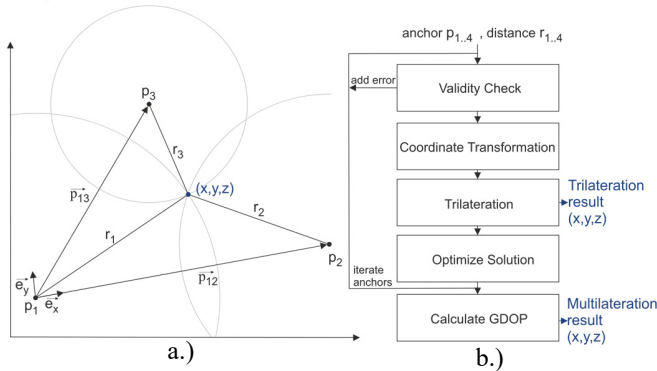 p3
r3
(x,y,z)
p13
r1
r2
p2
p12
ey
ex
p1
a.)
anchor p1..4 , distance r1..4
add error
Validity Check
Coordinate Transformation
Trilateration
Trilateration
result
(x,y,z)
Optimize Solution
iterate
anchors
Calculate GDOP
Multilateration
result
(x,y,z)
b.)